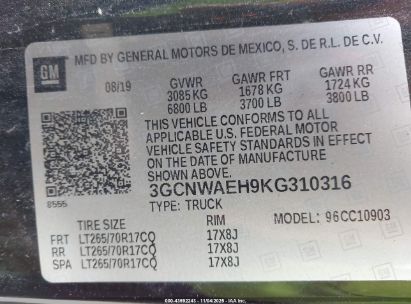 MFD BY GENERAL MOTORS DE MEXICO, S. DE R.L. DE C.V.
GM
08/19 GVWR GAWR FRT GAWR RR
3085 KG 1678 KG 1724 KG
6800 LB 3700 LB 3800 LB
THIS VEHICLE CONFORMS TO ALL
APPLICABLE U.S. FEDERAL MOTOR
VEHICLE SAFETY STANDARDS IN EFFECT
ON THE DATE OF MANUFACTURE
SHOWN ABOVE.
3GCNWAEH9KG310316
8555 TYPE: TRUCK MODEL: 96CC10903
TIRE SIZE RIM
FRT LT265/70R17CQ 17X8J
RR LT265/70R17CQ 17X8J
SPA LT265/70R17CQ 17X8J